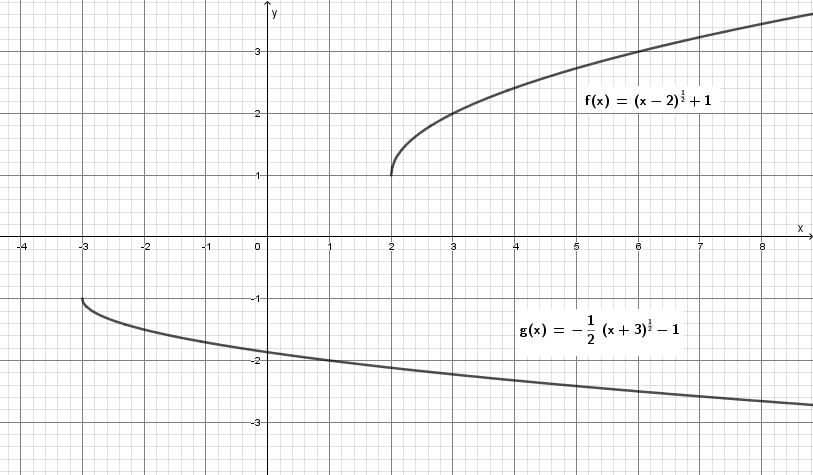 y
3
f(x) = (x − 2)^½ + 1
2
1
x
-4 -3 -2 -1 0 1 2 3 4 5 6 7 8
-1
g(x) = − 1/2 (x + 3)^½ − 1
-2
-3